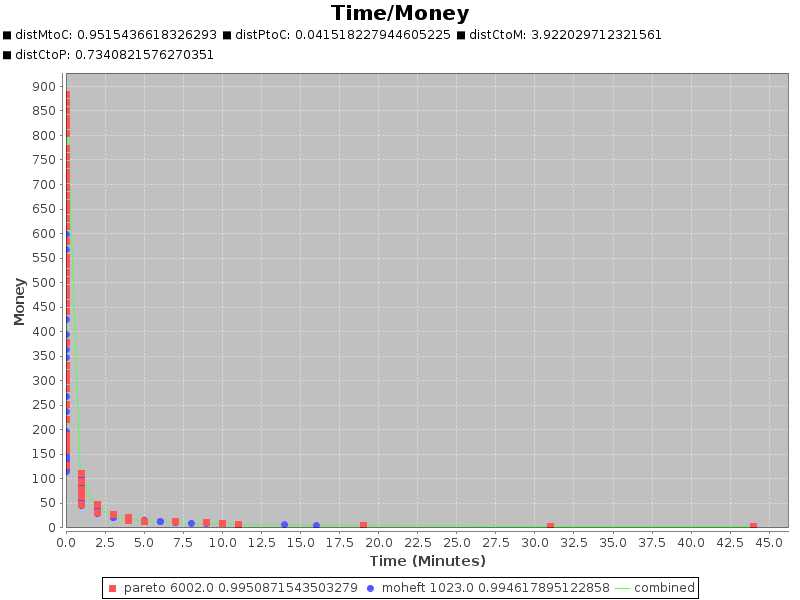 Time/Money
distMtoC: 0.9515436618326293 distPtoC: 0.041518227944605225 distCtoM: 3.922029712321561
distCtoP: 0.7340821576270351
900
850
800
750
700
650
600
550
500
450
400
350
300
250
200
150
100
50
0
Money
0.0 2.5 5.0 7.5 10.0 12.5 15.0 17.5 20.0 22.5 25.0 27.5 30.0 32.5 35.0 37.5 40.0 42.5 45.0
Time (Minutes)
pareto 6002.0 0.9950871543503279 moheft 1023.0 0.994617895122858 combined